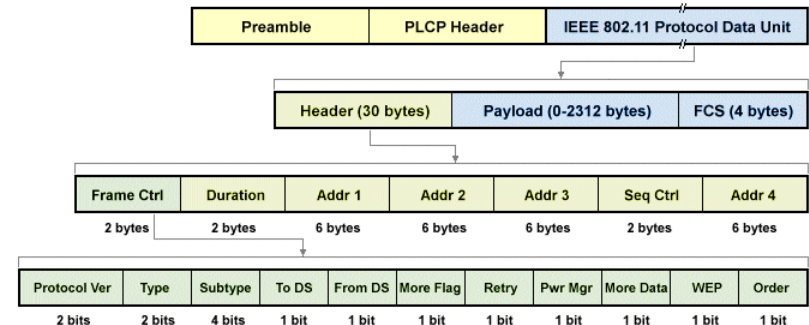 Preamble PLCP Header IEEE 802.11 Protocol Data Unit
Header (30 bytes) Payload (0-2312 bytes) FCS (4 bytes)
Frame Ctrl Duration Addr 1 Addr 2 Addr 3 Seq Ctrl Addr 4
2 bytes 2 bytes 6 bytes 6 bytes 6 bytes 2 bytes 6 bytes
Protocol Ver Type Subtype To DS From DS More Flag Retry Pwr Mgr More Data WEP Order
2 bits 2 bits 4 bits 1 bit 1 bit 1 bit 1 bit 1 bit 1 bit 1 bit 1 bit